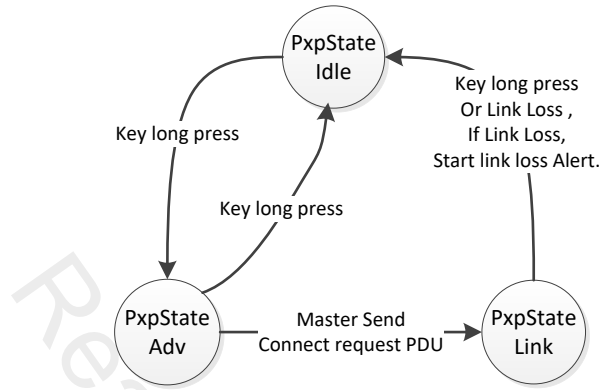 PxpState
Idle
Key long press
Or Link Loss ,
If Link Loss,
Start link loss Alert.
Key long press
Key long press
PxpState
Adv
Master Send
Connect request PDU
PxpState
Link